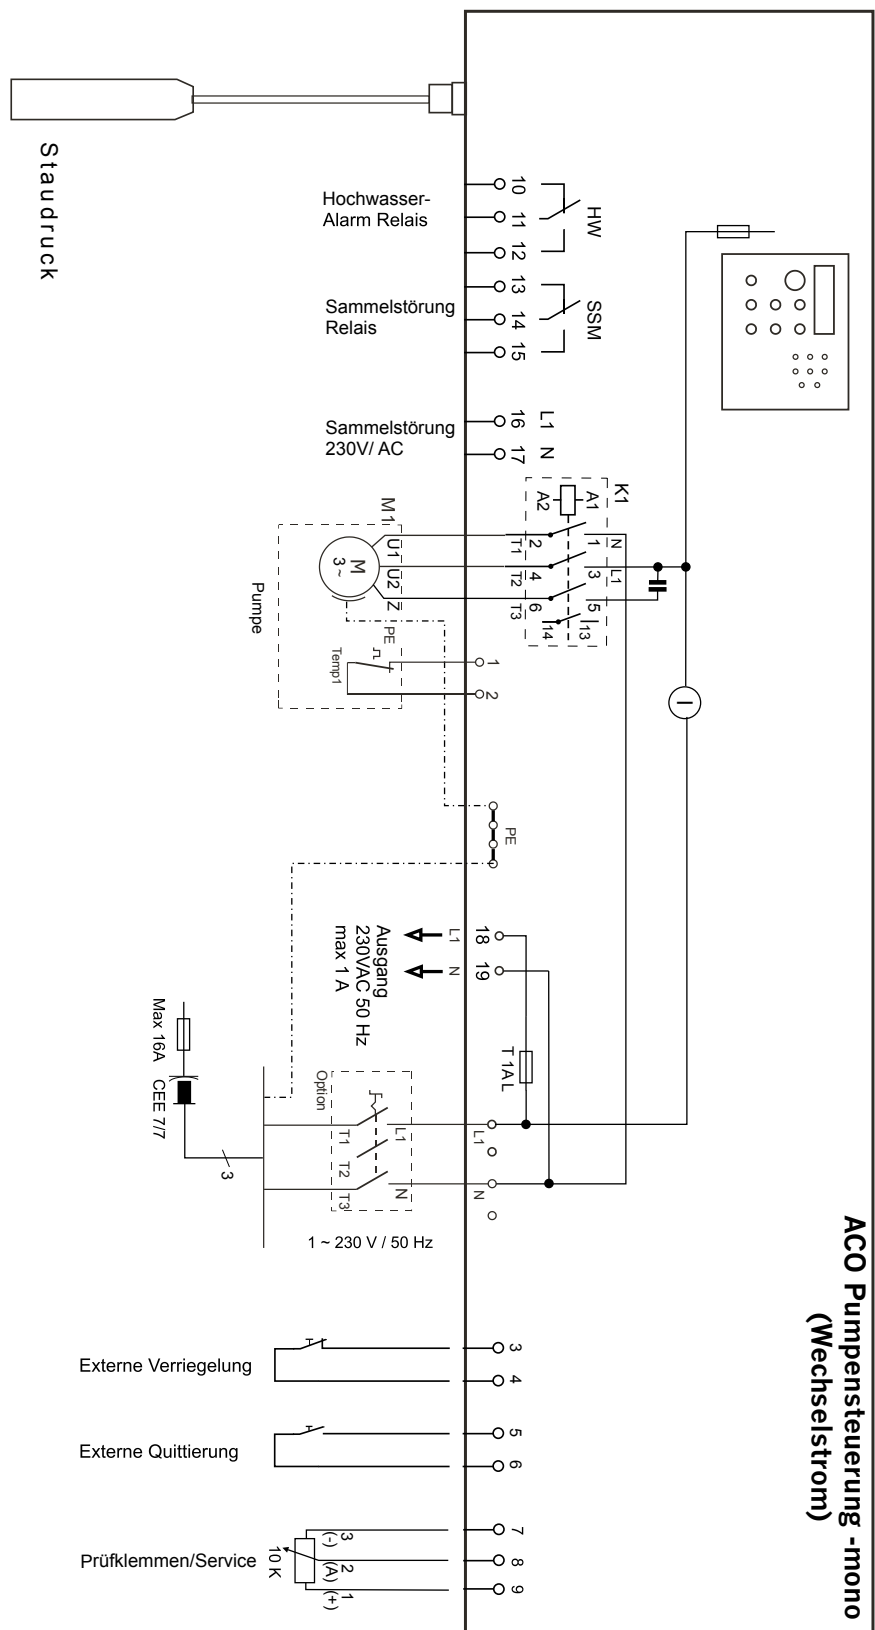 ACO Pumpensteuerung -mono
(Wechselstrom)
Staudruck
Hochwasser-
Alarm Relais
10
11
12
HW
Sammelstörung
Relais
13
14
15
SSM
Sammelstörung
230V/ AC
16 L1
17 N
K1
A1
A2
N
L1
1
3
5
13
2
4
6
14
T1
T2
T3
M1
U1
U2
Z
M
3 ~
PE
Temp1
Pumpe
1
2
PE
18
L1
19
N
Ausgang
230VAC 50 Hz
max 1 A
T 1A L
L1
N
Option
T1
T2
T3
L1
N
Max 16A
CEE 7/7
3
1 ~ 230 V / 50 Hz
I
Externe Verriegelung
3
4
Externe Quittierung
5
6
Prüfklemmen/Service
10 K
3
(-)
2
(A)
1
(+)
7
8
9